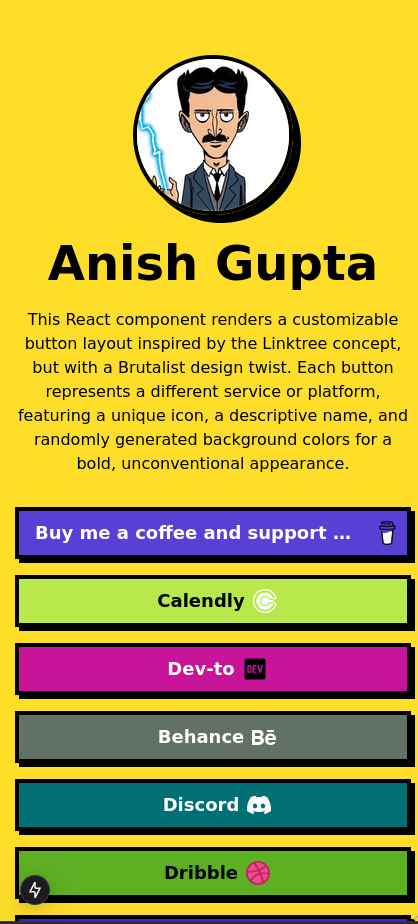 Anish Gupta
This React component renders a customizable
button layout inspired by the Linktree concept,
but with a Brutalist design twist. Each button
represents a different service or platform,
featuring a unique icon, a descriptive name, and
randomly generated background colors for a
bold, unconventional appearance.
Buy me a coffee and support ...
Calendly
Dev-to DEV
Behance Bē
Discord
Dribble